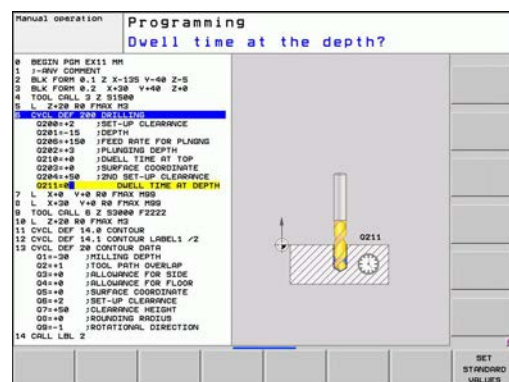 Manual operation
Programming
Dwell time at the depth?
0 BEGIN PGM EX11 MM
1 ;-ANY COMMENT
2 BLK FORM 0.1 Z X-135 Y-40 Z-5
3 BLK FORM 0.2 X+30 Y+40 Z+0
4 TOOL CALL 3 Z S1500
5 L Z+20 R0 FMAX M3
6 CYCL DEF 200 DRILLING
Q200=+2 ;SET-UP CLEARANCE
Q201=-15 ;DEPTH
Q206=+150 ;FEED RATE FOR PLNGNG
Q202=+3 ;PLUNGING DEPTH
Q210=+0 ;DWELL TIME AT TOP
Q203=+0 ;SURFACE COORDINATE
Q204=+50 ;2ND SET-UP CLEARANCE
Q211=0 DWELL TIME AT DEPTH
7 L X+0 Y+0 R0 FMAX M99
8 L X+30 Y+0 R0 FMAX M99
9 TOOL CALL 6 Z S3000 F2222
10 L Z+20 R0 FMAX M3
11 CYCL DEF 14.0 CONTOUR
12 CYCL DEF 14.1 CONTOUR LABEL1 /2
13 CYCL DEF 20 CONTOUR DATA
Q1=-30 ;MILLING DEPTH
Q2=+1 ;TOOL PATH OVERLAP
Q3=+0 ;ALLOWANCE FOR SIDE
Q4=+0 ;ALLOWANCE FOR FLOOR
Q5=+0 ;SURFACE COORDINATE
Q6=+2 ;SET-UP CLEARANCE
Q7=+50 ;CLEARANCE HEIGHT
Q8=+0 ;ROUNDING RADIUS
Q9=-1 ;ROTATIONAL DIRECTION
14 CALL LBL 2
Q211
SET
STANDARD
VALUES